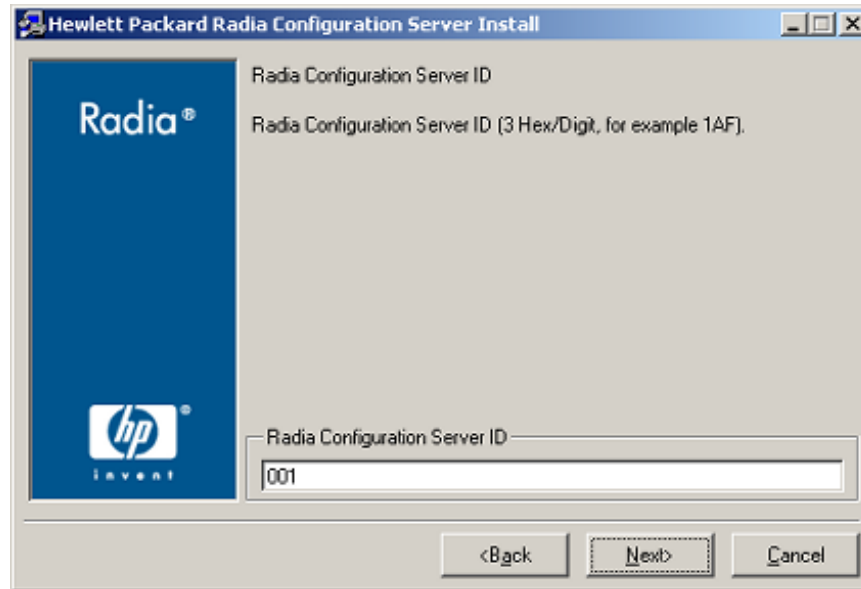 Hewlett Packard Radia Configuration Server Install
Radia®
Radia Configuration Server ID
Radia Configuration Server ID (3 Hex/Digit, for example 1AF).
hp®
invent
Radia Configuration Server ID
001
<Back
Next>
Cancel